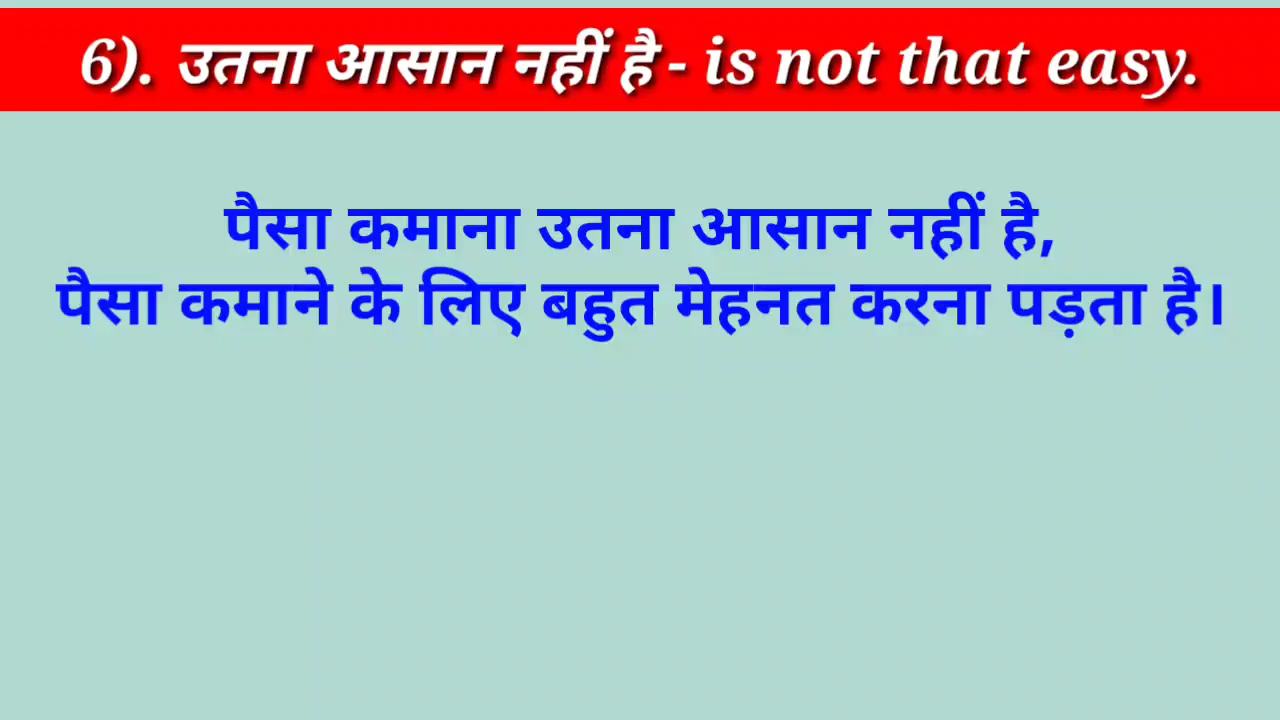 6). उतना आसान नहीं है - is not that easy.
पैसा कमाना उतना आसान नहीं है,
पैसा कमाने के लिए बहुत मेहनत करना पड़ता है।